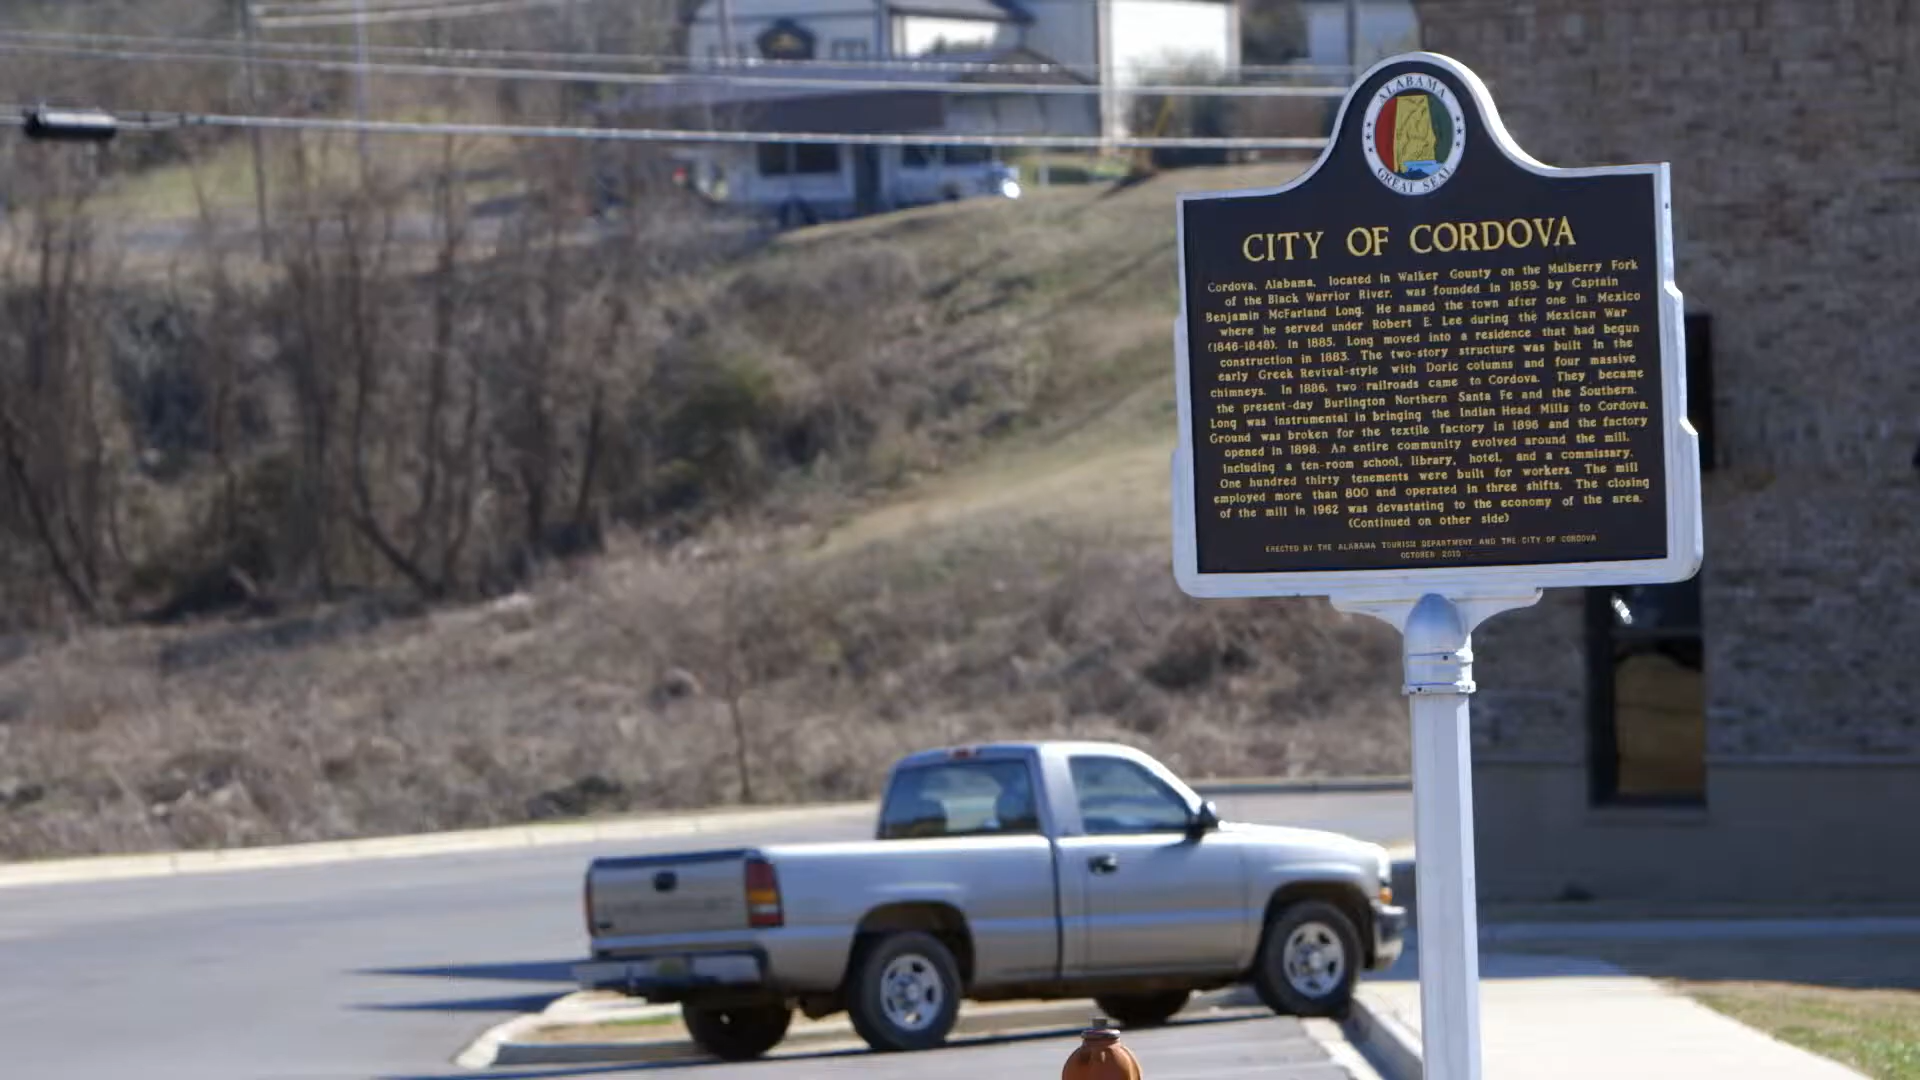 ALABAMA
GREAT SEAL
CITY OF CORDOVA
Cordova, Alabama, located in Walker County on the Mulberry Fork
of the Black Warrior River, was founded in 1859 by Captain
Benjamin McFarland Long. He named the town after one in Mexico
where he served under Robert E. Lee during the Mexican War
(1846-1848). In 1885, Long moved into a residence that had begun
construction in 1883. The two-story structure was built in the
early Greek Revival-style with Doric columns and four massive
chimneys. In 1886, two railroads came to Cordova. They became
the present-day Burlington Northern Santa Fe and the Southern.
Long was instrumental in bringing the Indian Head Mills to Cordova.
Ground was broken for the textile factory in 1896 and the factory
opened in 1898. An entire community evolved around the mill,
including a ten-room school, library, hotel, and a commissary.
One hundred thirty tenements were built for workers. The mill
employed more than 800 and operated in three shifts. The closing
of the mill in 1962 was devastating to the economy of the area.
(Continued on other side)
ERECTED BY THE ALABAMA TOURISM DEPARTMENT AND THE CITY OF CORDOVA
OCTOBER 2010